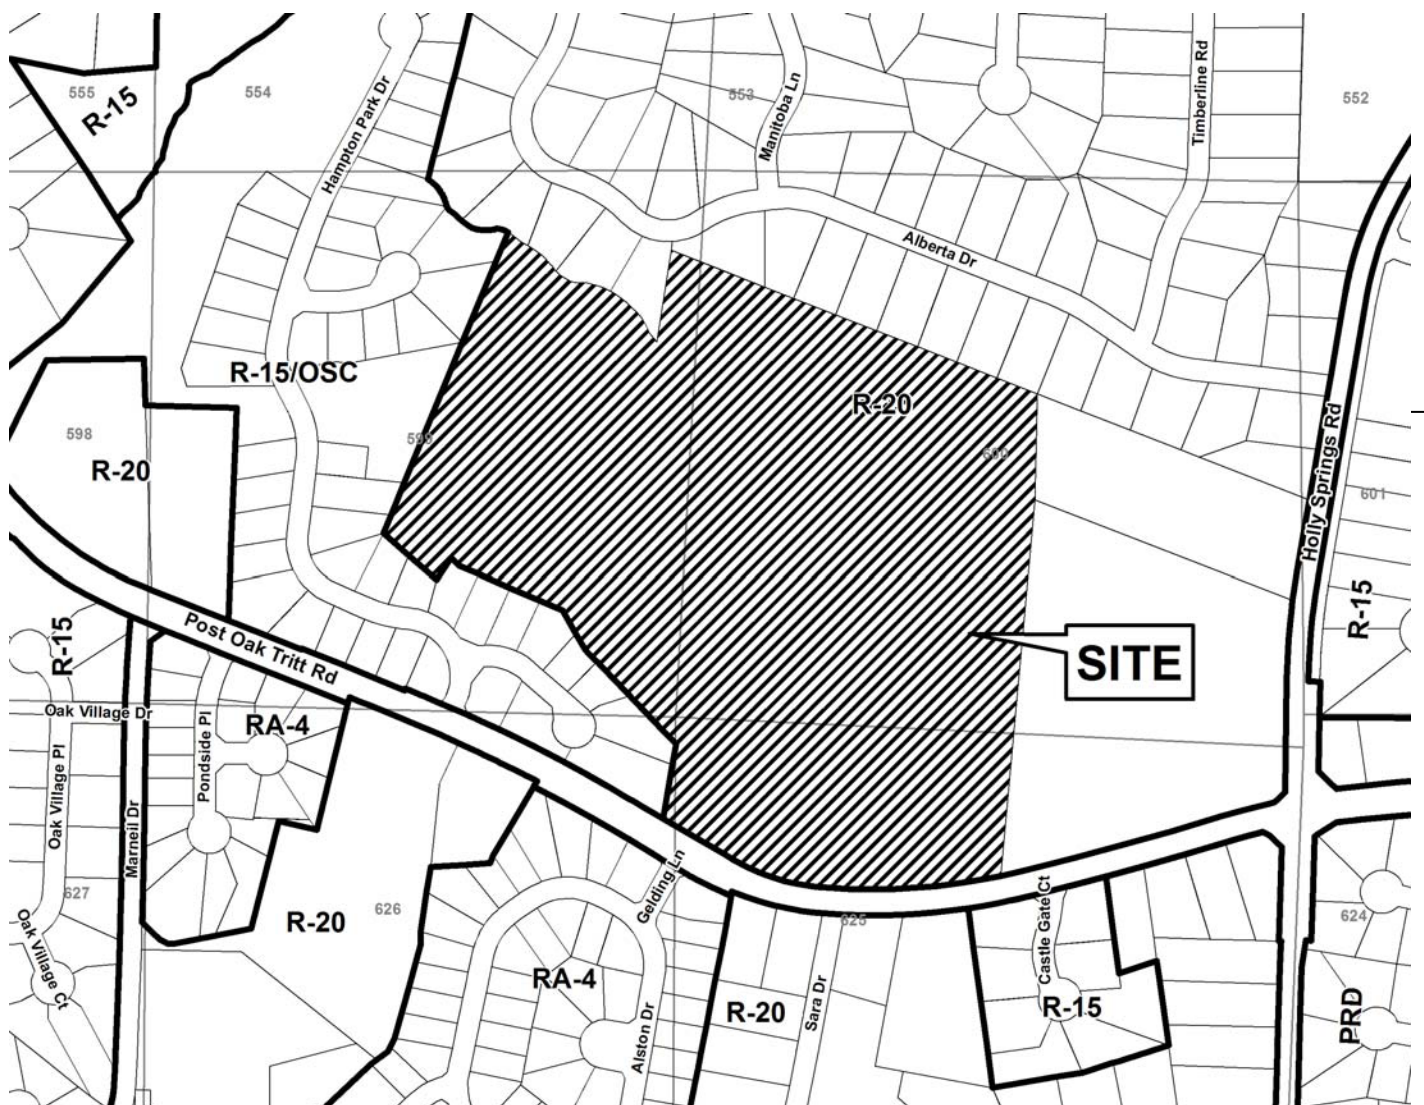 555
R-15
554
Hampton Park Dr
553
Manitoba Ln
Timberline Rd
552
Alberta Dr
R-15/OSC
R-20
598
R-20
599
600
Holly Springs Rd
601
R-15
R-15
Post Oak Tritt Rd
SITE
Oak Village Dr
RA-4
Pondside Pl
Oak Village Pl
Marneil Dr
627
Oak Village Ct
R-20
626
Gelding Ln
RA-4
Alston Dr
R-20
Sara Dr
625
Castle Gate Ct
R-15
624
PRD